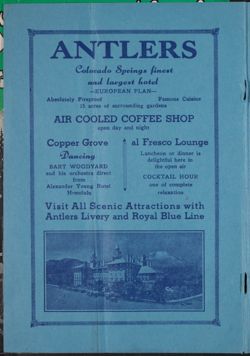 ANTLERS
Colorado Springs finest
and largest hotel
—EUROPEAN PLAN—
Absolutely Fireproof Famous Cuisine
15 acres of surrounding gardens
AIR COOLED COFFEE SHOP
open day and night
Copper Grove
Dancing
BART WOODYARD
and his orchestra direct
from
Alexander Young Hotel
Honolulu
al Fresco Lounge
Luncheon or dinner is
delightful here in
the open air
COCKTAIL HOUR
one of complete
relaxation
Visit All Scenic Attractions with
Antlers Livery and Royal Blue Line